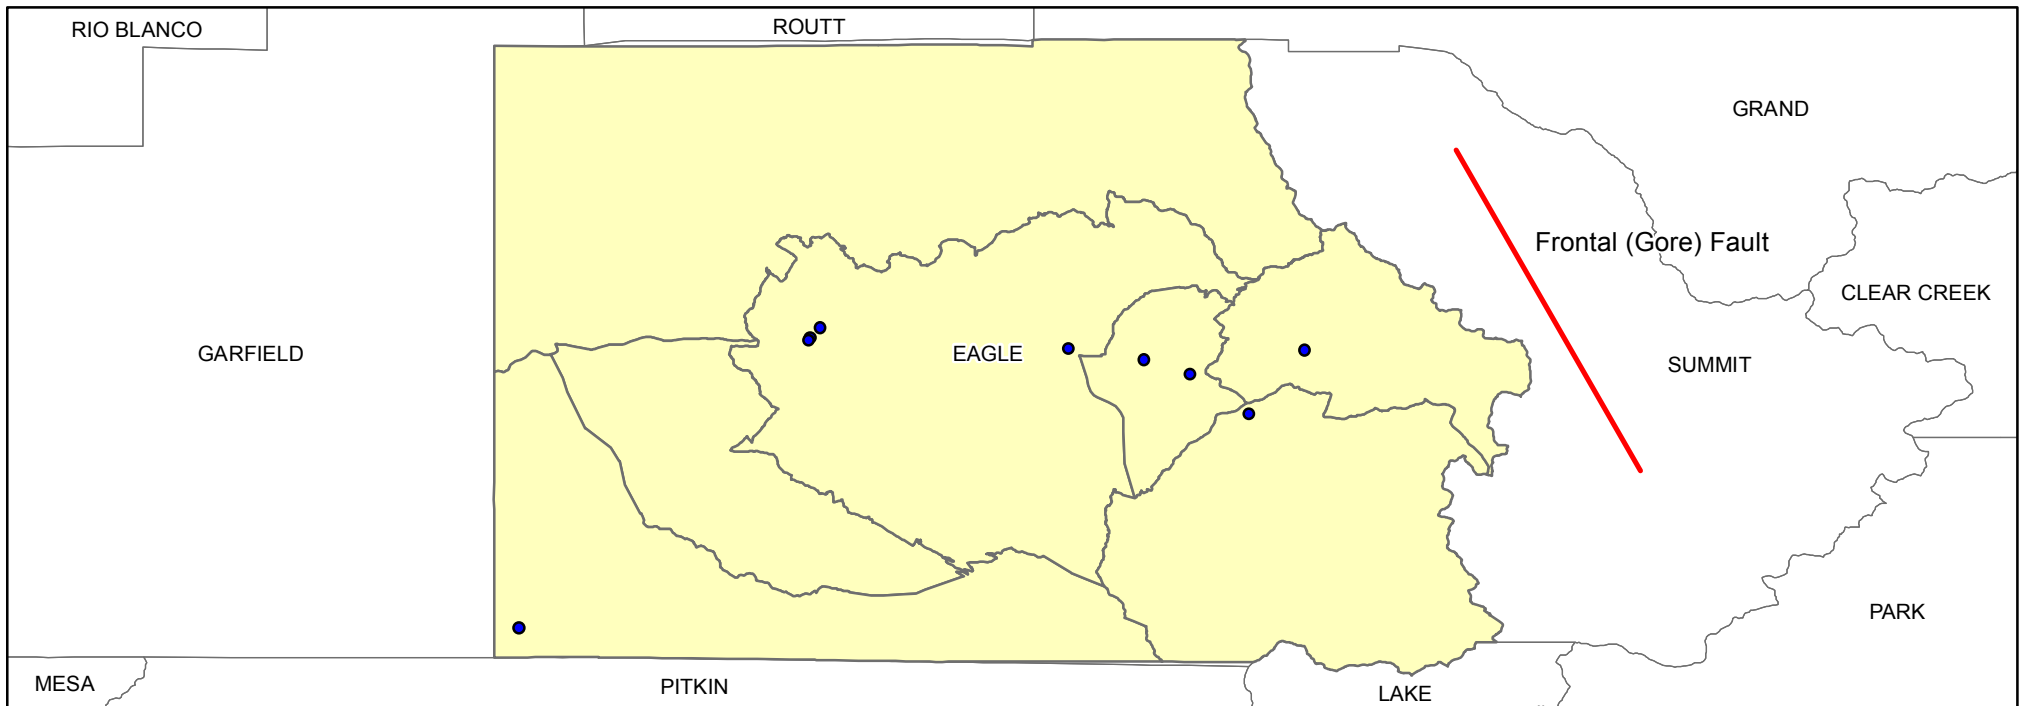 RIO BLANCO
ROUTT
GRAND
Frontal (Gore) Fault
CLEAR CREEK
GARFIELD
EAGLE
SUMMIT
PARK
MESA
PITKIN
LAKE